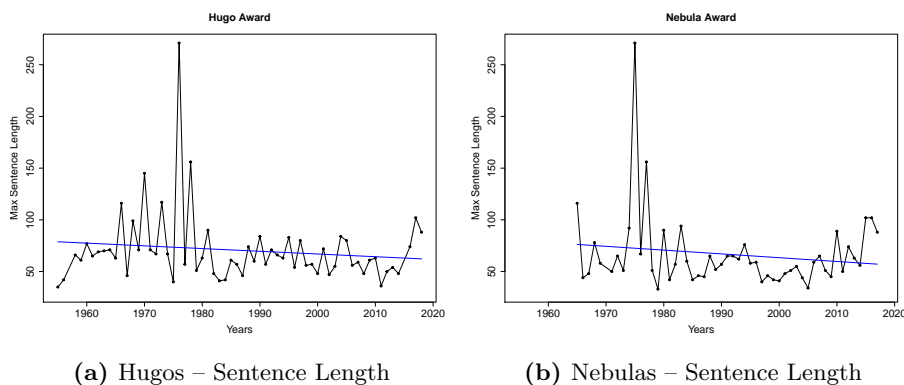 Hugo Award
Max Sentence Length
50 100 150 200 250
1960 1970 1980 1990 2000 2010 2020
Years
(a) Hugos – Sentence Length
Nebula Award
Max Sentence Length
50 100 150 200 250
1960 1970 1980 1990 2000 2010 2020
Years
(b) Nebulas – Sentence Length